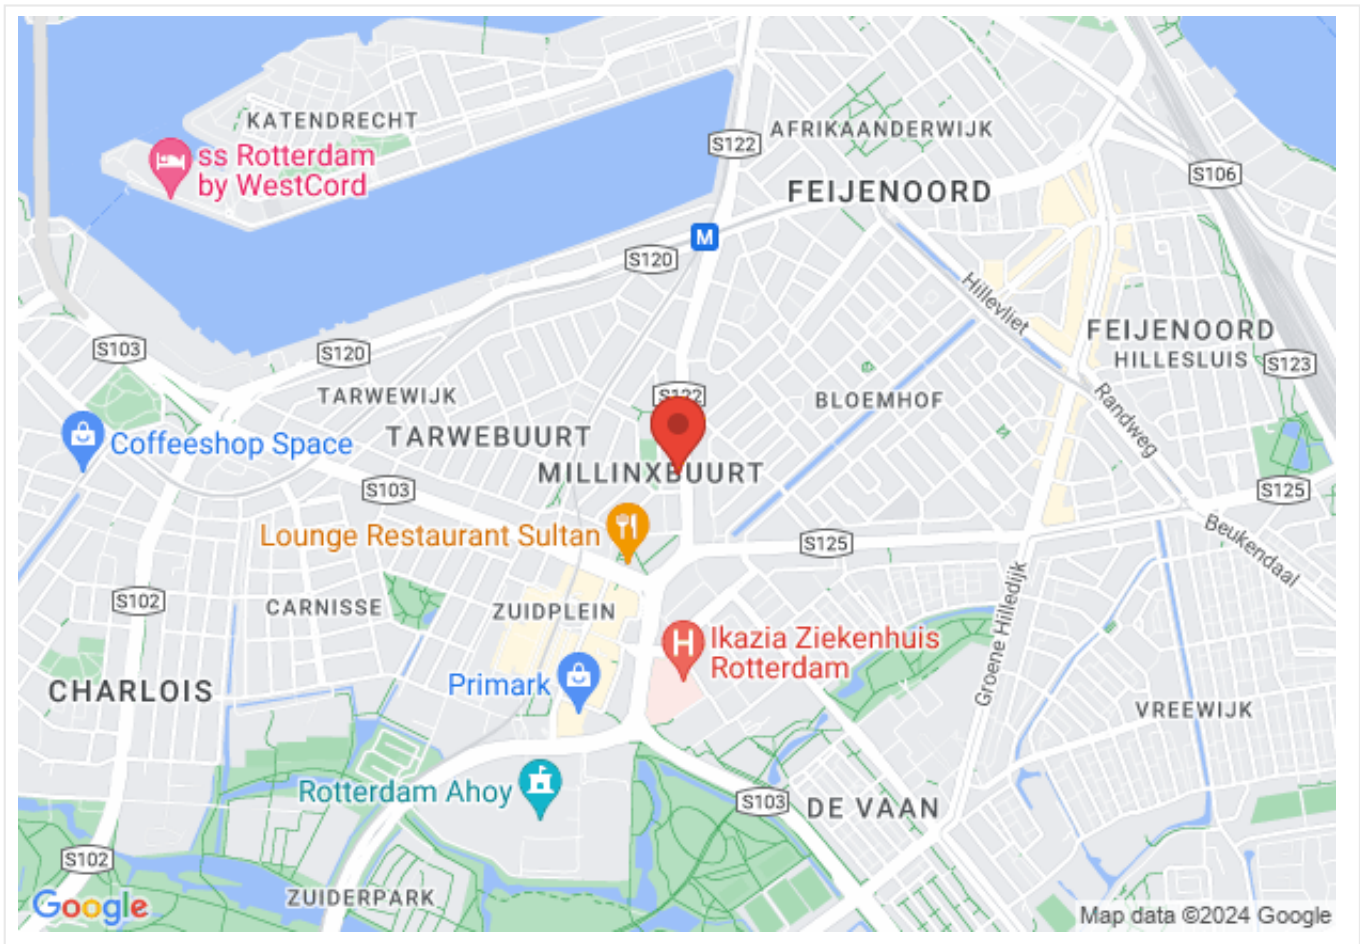 KATENDRECHT
AFRIKAANDERWIJK
S122
ss Rotterdam
by WestCord
S106
FEIJENOORD
M
S120
Hillevliet
S103
S120
FEIJENOORD
HILLESLUIS
S123
TARWEWIJK
S122
BLOEMHOF
Randweg
Coffeeshop Space
TARWEBUURT
MILLINXBUURT
S103
S125
Lounge Restaurant Sultan
S125
Beukendaal
S102
CARNISSE
ZUIDPLEIN
H
Ikazia Ziekenhuis
Rotterdam
Groene Hilledijk
CHARLOIS
Primark
VREEWIJK
Rotterdam Ahoy
S103
DE VAAN
S102
ZUIDERPARK
Google
Map data ©2024 Google